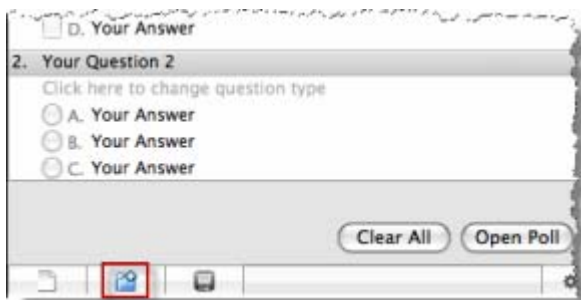 D. Your Answer
2. Your Question 2
Click here to change question type
A. Your Answer
B. Your Answer
C. Your Answer
Clear All Open Poll